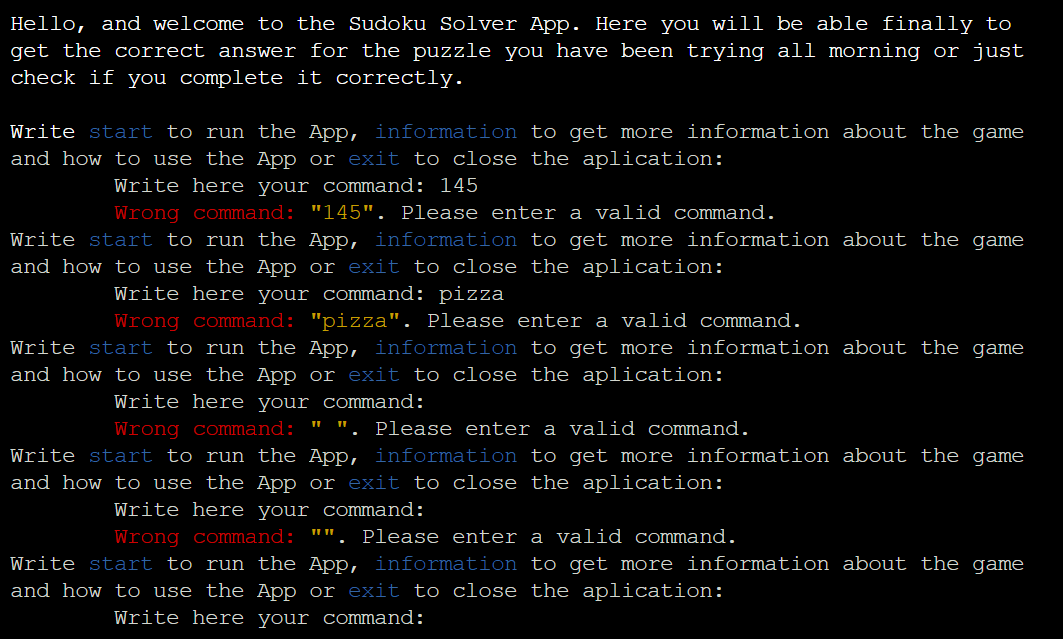 Hello, and welcome to the Sudoku Solver App. Here you will be able finally to
get the correct answer for the puzzle you have been trying all morning or just
check if you complete it correctly.
Write start to run the App, information to get more information about the game
and how to use the App or exit to close the aplication:
Write here your command: 145
Wrong command: "145". Please enter a valid command.
Write start to run the App, information to get more information about the game
and how to use the App or exit to close the aplication:
Write here your command: pizza
Wrong command: "pizza". Please enter a valid command.
Write start to run the App, information to get more information about the game
and how to use the App or exit to close the aplication:
Write here your command:
Wrong command: " ". Please enter a valid command.
Write start to run the App, information to get more information about the game
and how to use the App or exit to close the aplication:
Write here your command:
Wrong command: "". Please enter a valid command.
Write start to run the App, information to get more information about the game
and how to use the App or exit to close the aplication:
Write here your command: